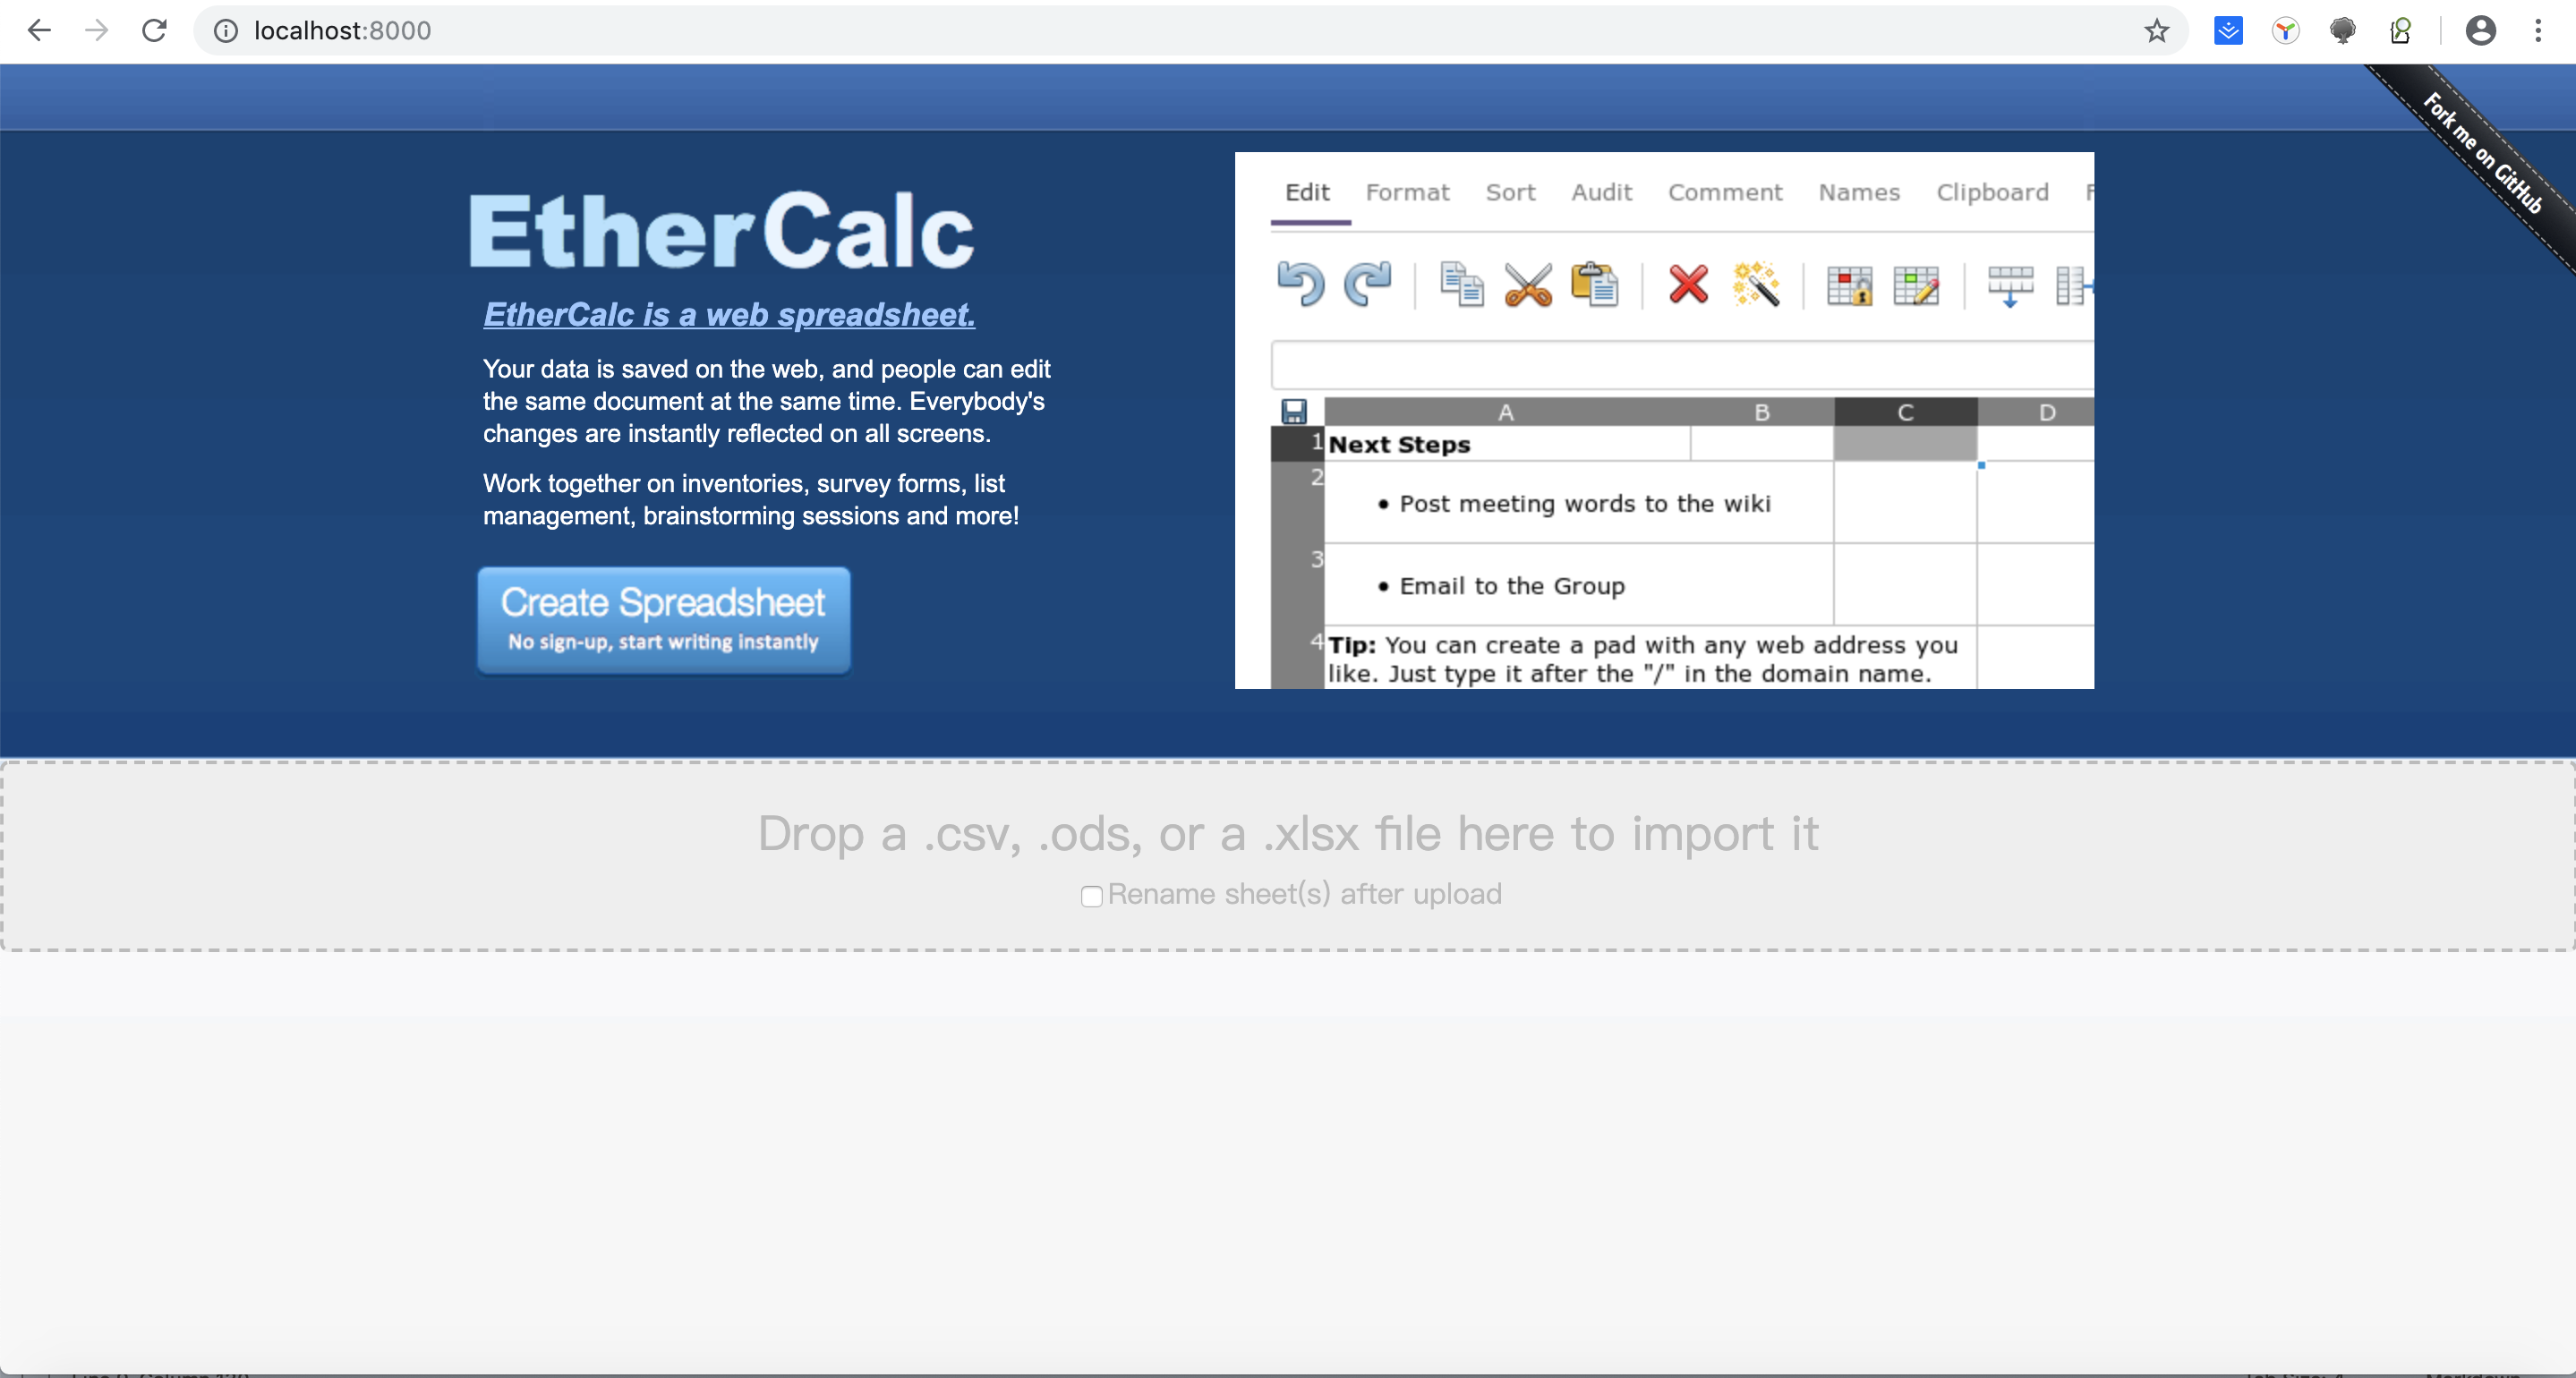 localhost:8000
Fork me on GitHub
EtherCalc
EtherCalc is a web spreadsheet.
Your data is saved on the web, and people can edit
the same document at the same time. Everybody's
changes are instantly reflected on all screens.
Work together on inventories, survey forms, list
management, brainstorming sessions and more!
Create Spreadsheet
No sign-up, start writing instantly
Edit Format Sort Audit Comment Names Clipboard
A B C D
1 Next Steps
2 • Post meeting words to the wiki
3 • Email to the Group
4 Tip: You can create a pad with any web address you
like. Just type it after the "/" in the domain name.
Drop a .csv, .ods, or a .xlsx file here to import it
Rename sheet(s) after upload